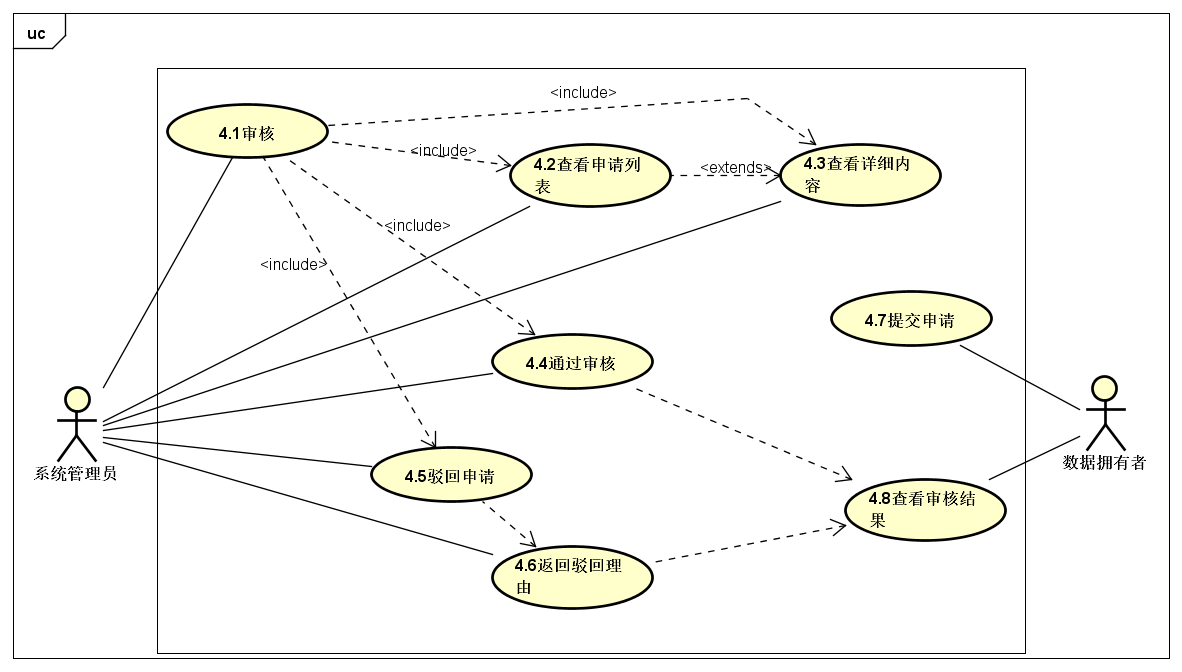 uc
<include>
4.1审核
<include>
4.2查看申请列
表
<extends>
4.3查看详细内
容
<include>
<include>
4.7提交申请
4.4通过审核
系统管理员
数据拥有者
4.5驳回申请
4.8查看审核结
果
4.6返回驳回理
由